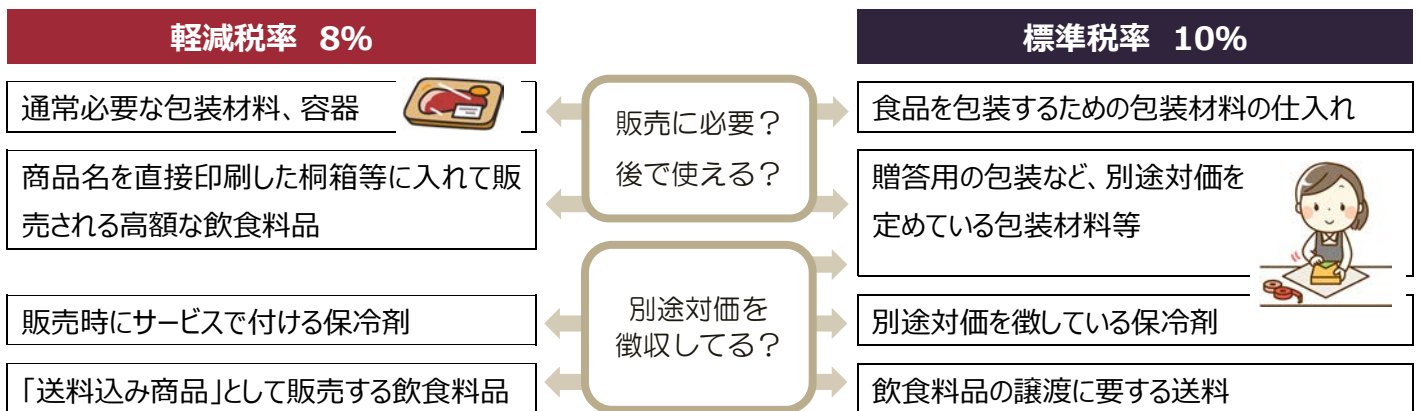 軽減税率 8%
標準税率 10%
通常必要な包装材料、容器
商品名を直接印刷した桐箱等に入れて販
売される高額な飲食料品
販売時にサービスで付ける保冷剤
「送料込み商品」として販売する飲食料品
販売に必要？
後で使える？
別途対価を
徴収してる？
食品を包装するための包装材料の仕入れ
贈答用の包装など、別途対価を
定めている包装材料等
別途対価を徴している保冷剤
飲食料品の譲渡に要する送料